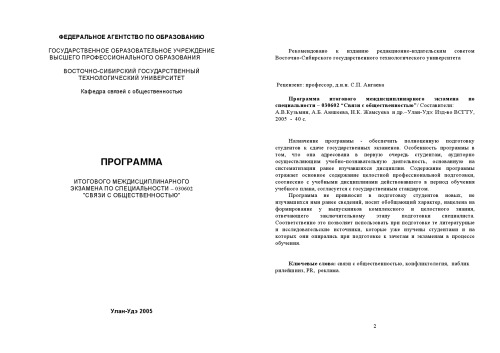 ФЕДЕРАЛЬНОЕ АГЕНТСТВО ПО ОБРАЗОВАНИЮ
ГОСУДАРСТВЕННОЕ ОБРАЗОВАТЕЛЬНОЕ УЧРЕЖДЕНИЕ
ВЫСШЕГО ПРОФЕССИОНАЛЬНОГО ОБРАЗОВАНИЯ
ВОСТОЧНО-СИБИРСКИЙ ГОСУДАРСТВЕННЫЙ
ТЕХНОЛОГИЧЕСКИЙ УНИВЕРСИТЕТ
Кафедра связей с общественностью
ПРОГРАММА
ИТОГОВОГО МЕЖДИСЦИПЛИНАРНОГО
ЭКЗАМЕНА ПО СПЕЦИАЛЬНОСТИ – 030602
"СВЯЗИ С ОБЩЕСТВЕННОСТЬЮ"
Улан-Удэ 2005
Рекомендовано к изданию редакционно-издательским советом
Восточно-Сибирского государственного технологического университета
Рецензент: профессор, д.и.н. С.П. Ангаева
Программа итогового междисциплинарного экзамена по
специальности – 030602 "Связи с общественностью"/ Составители:
А.В.Кузьмин, А.Б. Амашеева, И.К. Жамсуева и др.–Улан-Удэ: Изд-во ВСГТУ,
2005 - 40 с.
Назначение программы - обеспечить полноценную подготовку
студентов к сдаче государственных экзаменов. Особенность программы в
том, что она адресована в первую очередь студентам, аудиторно
осуществляющим учебно-познавательную деятельность, основанную на
систематизации ранее изучавшихся дисциплин. Содержание программы
отражает основное содержание целостной профессиональной подготовки,
соотнесено с учебными дисциплинами действовавшего в период обучения
учебного плана, согласуется с государственным стандартом.
Программа не привносит в подготовку студентов новых, не
изучавшихся ими ранее сведений, носит обобщающий характер, нацелена на
формирование у выпускников комплексного и целостного знания,
отвечающего заключительному этапу подготовки специалиста.
Соответственно это позволяет использовать при подготовке те литературные
и исследовательские источники, которые уже изучены студентами и на
которых они опирались при подготовке к зачетам и экзаменам в процессе
обучения.
Ключевые слова: связи с общественностью, конфликтология, паблик
рилейшнз, PR, реклама.
2